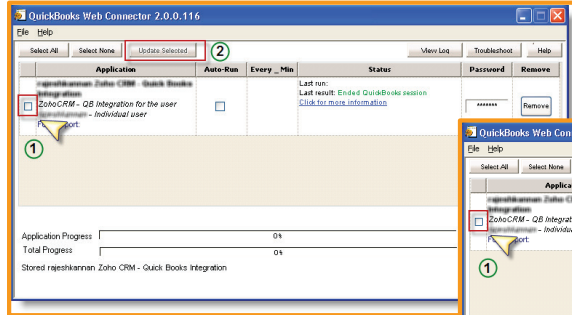 QuickBooks Web Connector 2.0.0.116
File Help
Select All Select None Update Selected 2 View Log Troubleshoot Help
Application Auto-Run Every _ Min Status Password Remove
Last run:
Last result: Ended QuickBooks session
Click for more information
ZohoCRM - QB Integration for the user
- Individual user
******* Remove
1
Application Progress 0%
Total Progress 0%
Stored rajeshkannan Zoho CRM - Quick Books Integration
QuickBooks Web Con
File Help
Select All Select None
Applica
ZohoCRM - QB Integrat
- Individua
1